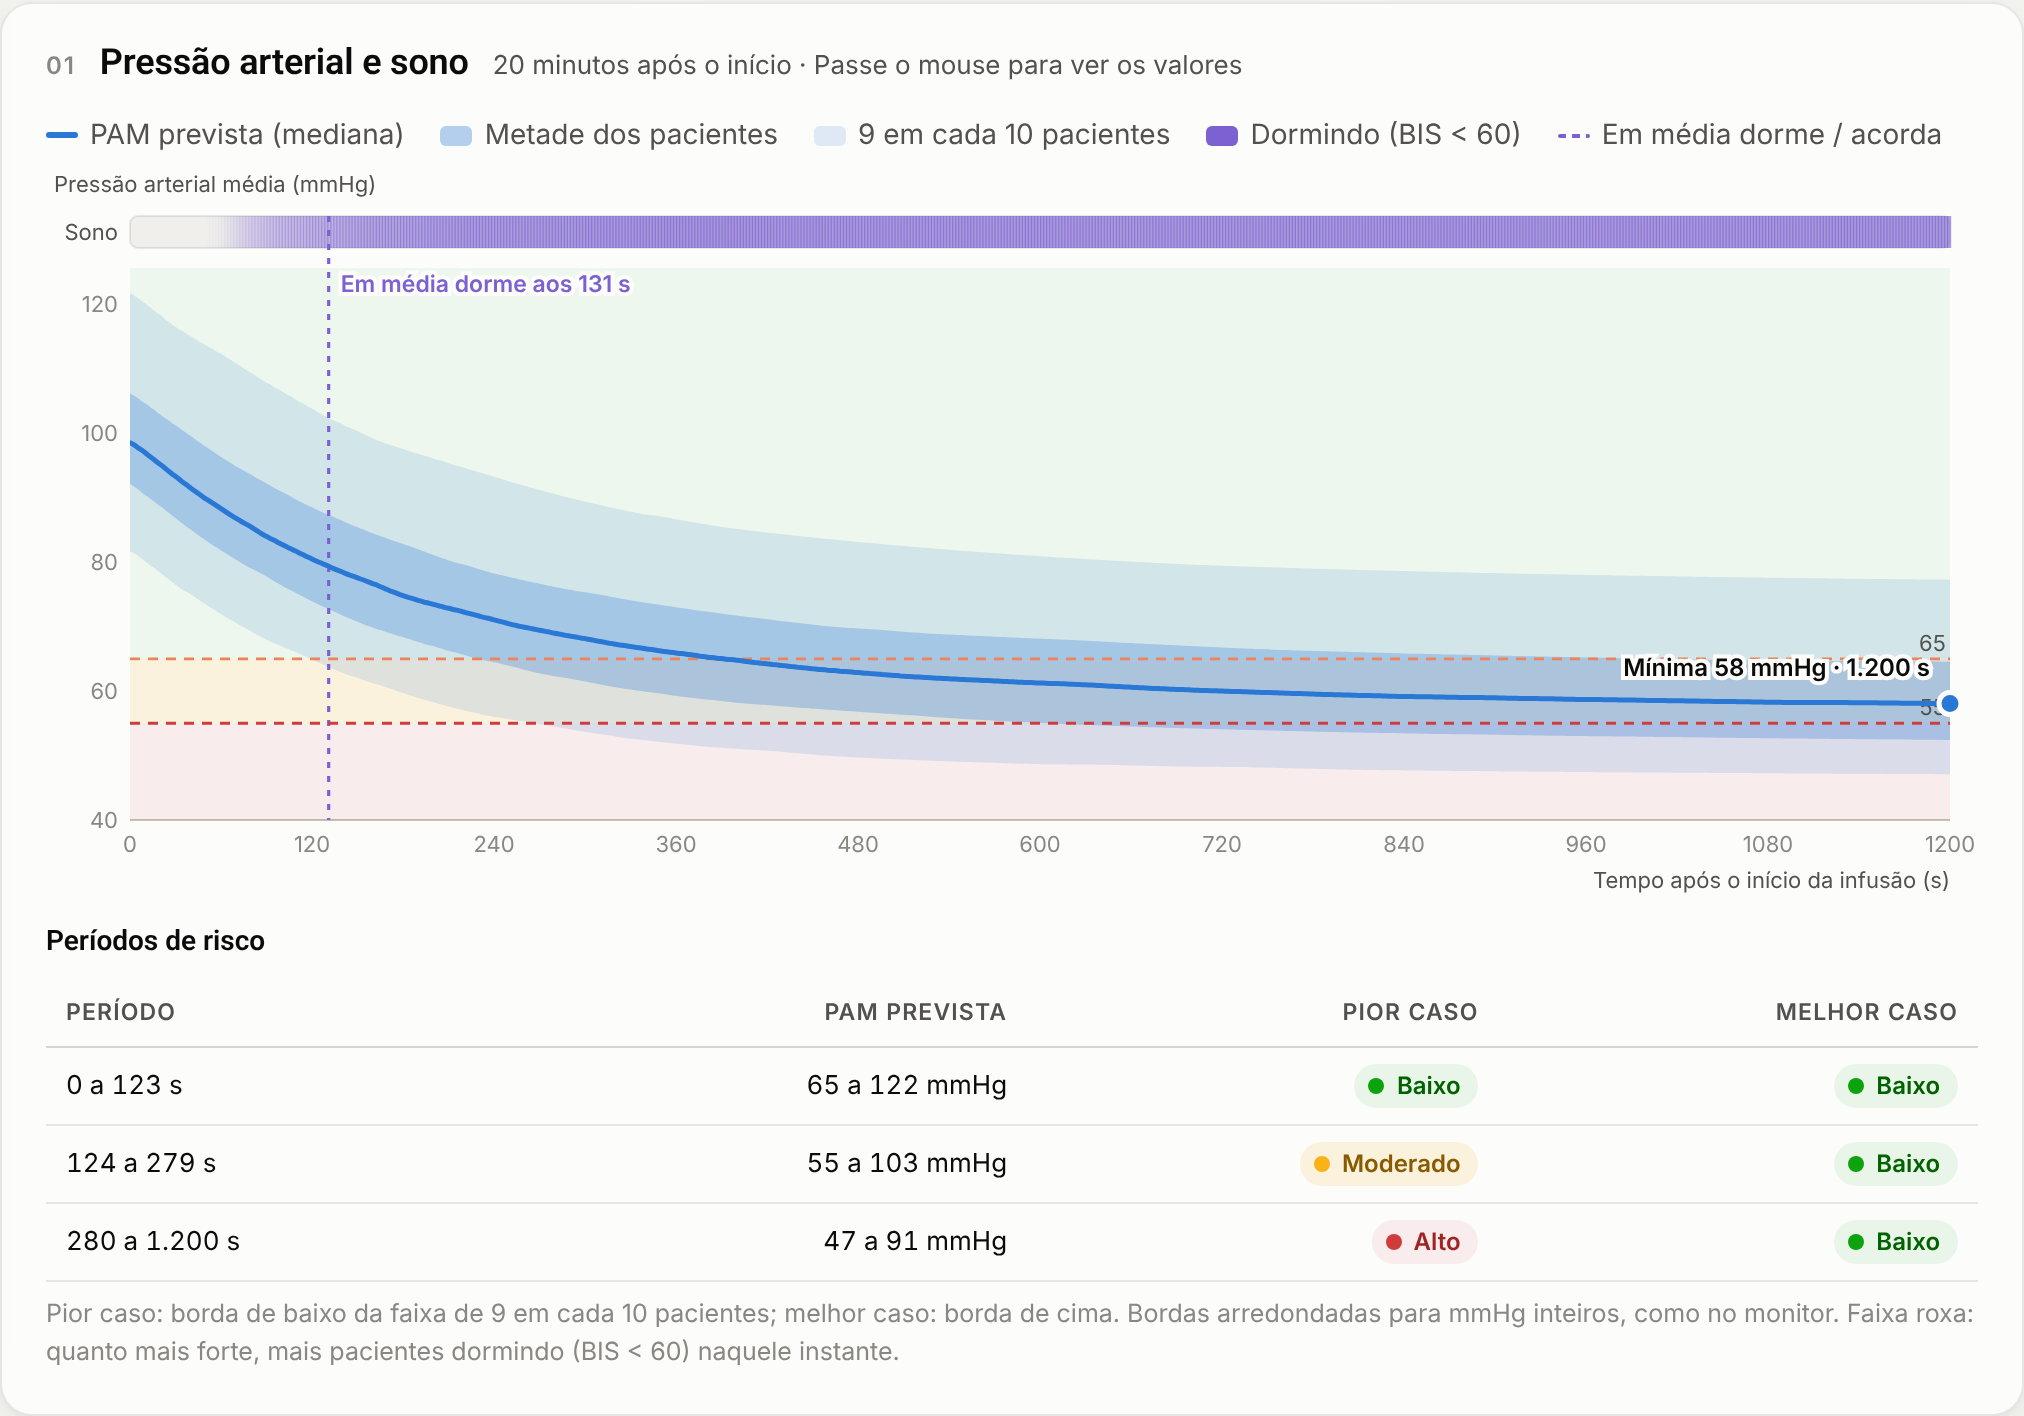 01 Pressão arterial e sono 20 minutos após o início · Passe o mouse para ver os valores
PAM prevista (mediana) Metade dos pacientes 9 em cada 10 pacientes Dormindo (BIS < 60) Em média dorme / acorda
Pressão arterial média (mmHg)
Sono
Em média dorme aos 131 s
120
100
80
65
Mínima 58 mmHg · 1.200 s
60
40
0 120 240 360 480 600 720 840 960 1080 1200
Tempo após o início da infusão (s)
Períodos de risco
PERÍODO PAM PREVISTA PIOR CASO MELHOR CASO
0 a 123 s 65 a 122 mmHg Baixo Baixo
124 a 279 s 55 a 103 mmHg Moderado Baixo
280 a 1.200 s 47 a 91 mmHg Alto Baixo
Pior caso: borda de baixo da faixa de 9 em cada 10 pacientes; melhor caso: borda de cima. Bordas arredondadas para mmHg inteiros, como no monitor. Faixa roxa:
quanto mais forte, mais pacientes dormindo (BIS < 60) naquele instante.